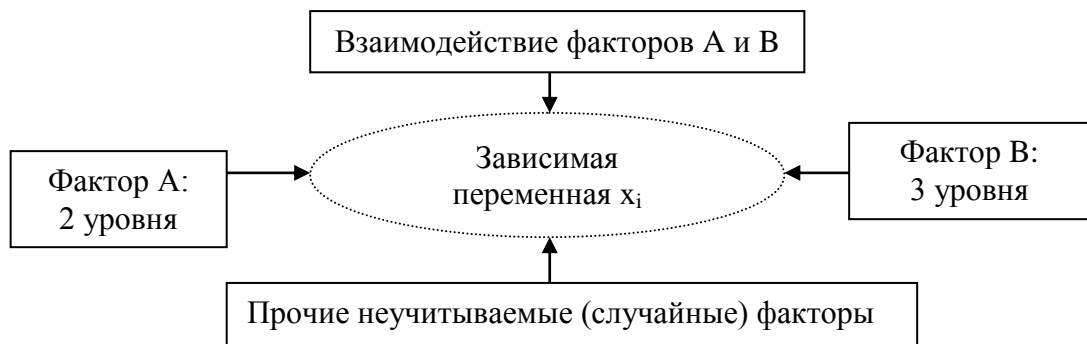 Взаимодействие факторов А и В
Фактор А:
2 уровня
Зависимая
переменная xi
Фактор В:
3 уровня
Прочие неучитываемые (случайные) факторы